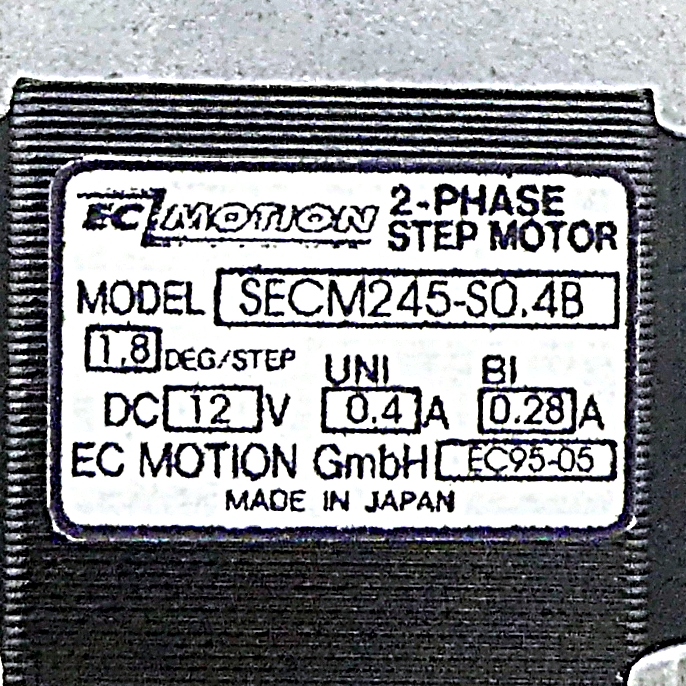 EC MOTION 2-PHASE
STEP MOTOR
MODEL SECM245-S0.4B
1,8 DEG/STEP UNI BI
DC 12 V 0.4 A 0.28 A
EC MOTION GmbH EC95-05
MADE IN JAPAN